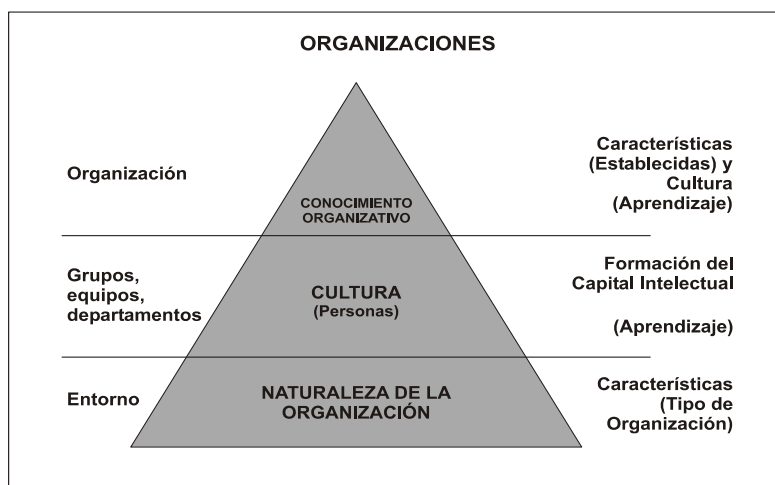 ORGANIZACIONES
Organización
CONOCIMIENTO
ORGANIZATIVO
Características
(Establecidas) y
Cultura
(Aprendizaje)
Grupos,
equipos,
departamentos
CULTURA
(Personas)
Formación del
Capital Intelectual
(Aprendizaje)
Entorno
NATURALEZA DE LA
ORGANIZACIÓN
Características
(Tipo de
Organización)